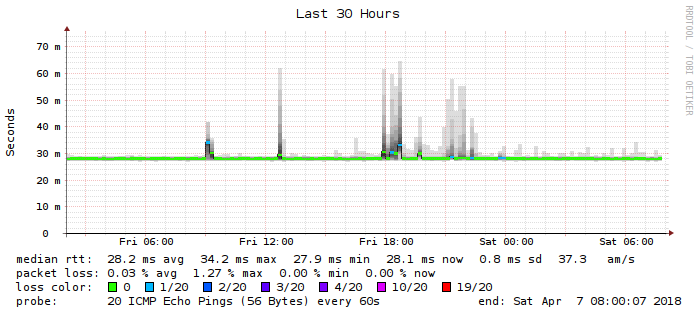 Last 30 Hours
RRDTOOL / TOBI OETIKER
Seconds
70 m
60 m
50 m
40 m
30 m
20 m
10 m
0
Fri 06:00 Fri 12:00 Fri 18:00 Sat 00:00 Sat 06:00
median rtt: 28.2 ms avg 34.2 ms max 27.9 ms min 28.1 ms now 0.8 ms sd 37.3 am/s
packet loss: 0.03 % avg 1.27 % max 0.00 % min 0.00 % now
loss color: 0 1/20 2/20 3/20 4/20 10/20 19/20
probe: 20 ICMP Echo Pings (56 Bytes) every 60s end: Sat Apr 7 08:00:07 2018